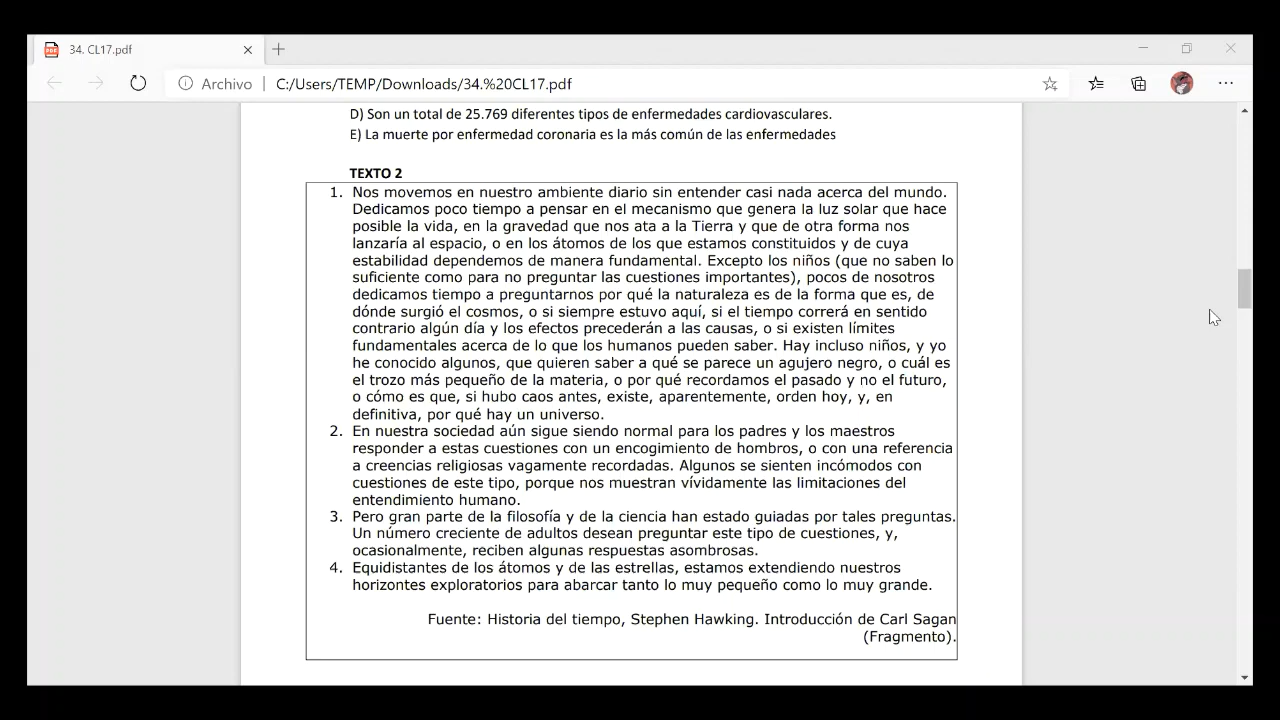 34. CL17.pdf
Archivo | C:/Users/TEMP/Downloads/34.%20CL17.pdf
D) Son un total de 25.769 diferentes tipos de enfermedades cardiovasculares.
E) La muerte por enfermedad coronaria es la más común de las enfermedades
TEXTO 2
1. Nos movemos en nuestro ambiente diario sin entender casi nada acerca del mundo.
Dedicamos poco tiempo a pensar en el mecanismo que genera la luz solar que hace
posible la vida, en la gravedad que nos ata a la Tierra y que de otra forma nos
lanzaría al espacio, o en los átomos de los que estamos constituidos y de cuya
estabilidad dependemos de manera fundamental. Excepto los niños (que no saben lo
suficiente como para no preguntar las cuestiones importantes), pocos de nosotros
dedicamos tiempo a preguntarnos por qué la naturaleza es de la forma que es, de
dónde surgió el cosmos, o si siempre estuvo aquí, si el tiempo correrá en sentido
contrario algún día y los efectos precederán a las causas, o si existen límites
fundamentales acerca de lo que los humanos pueden saber. Hay incluso niños, y yo
he conocido algunos, que quieren saber a qué se parece un agujero negro, o cuál es
el trozo más pequeño de la materia, o por qué recordamos el pasado y no el futuro,
o cómo es que, si hubo caos antes, existe, aparentemente, orden hoy, y, en
definitiva, por qué hay un universo.
2. En nuestra sociedad aún sigue siendo normal para los padres y los maestros
responder a estas cuestiones con un encogimiento de hombros, o con una referencia
a creencias religiosas vagamente recordadas. Algunos se sienten incómodos con
cuestiones de este tipo, porque nos muestran vívidamente las limitaciones del
entendimiento humano.
3. Pero gran parte de la filosofía y de la ciencia han estado guiadas por tales preguntas.
Un número creciente de adultos desean preguntar este tipo de cuestiones, y,
ocasionalmente, reciben algunas respuestas asombrosas.
4. Equidistantes de los átomos y de las estrellas, estamos extendiendo nuestros
horizontes exploratorios para abarcar tanto lo muy pequeño como lo muy grande.
Fuente: Historia del tiempo, Stephen Hawking. Introducción de Carl Sagan
(Fragmento).